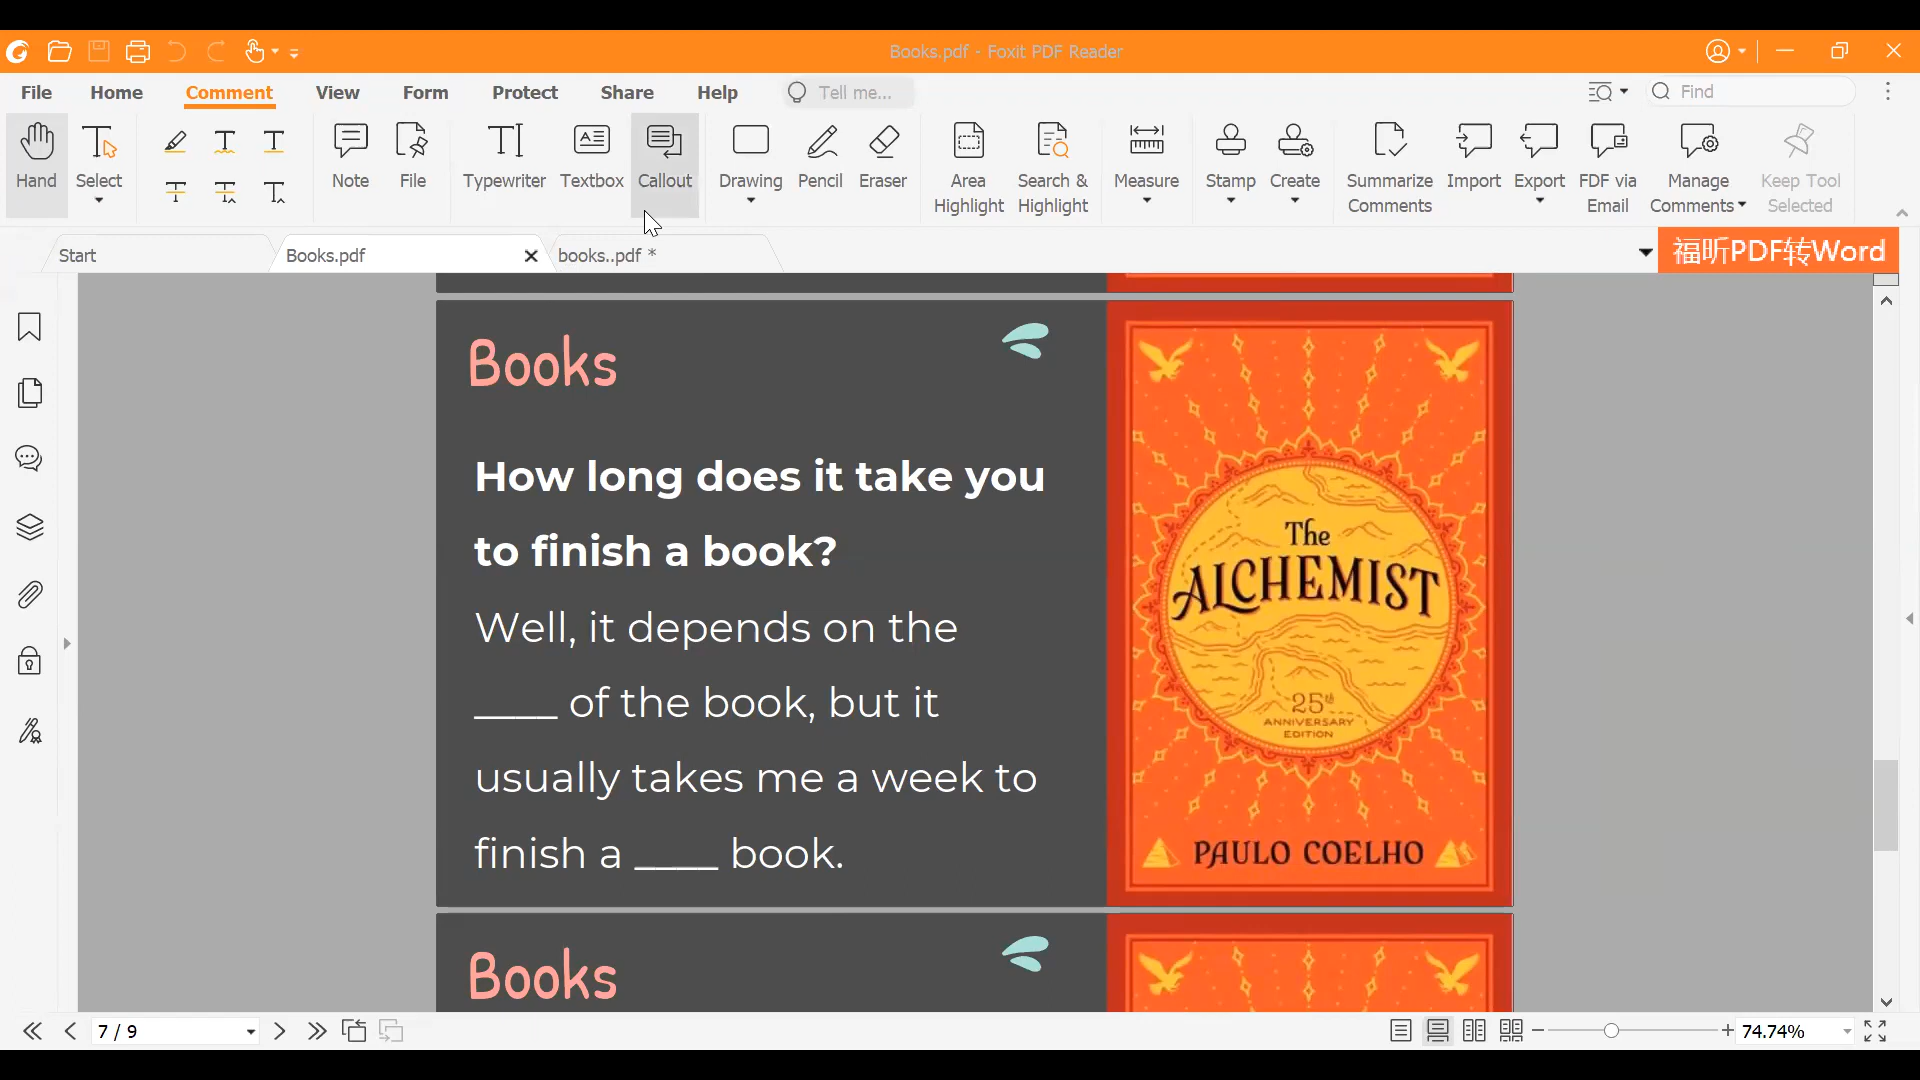 Books.pdf - Foxit PDF Reader
File Home Comment View Form Protect Share Help Tell me... Find
Hand Select Note File Typewriter Textbox Callout Drawing Pencil Eraser Area Highlight Search & Highlight Measure Stamp Create Summarize Comments Import Export FDF via Email Manage Comments Keep Tool Selected
Start Books.pdf books..pdf * 福昕PDF转Word
Books
How long does it take you
to finish a book?
Well, it depends on the
____ of the book, but it
usually takes me a week to
finish a ____ book.
The
ALCHEMIST
25th
ANNIVERSARY
EDITION
PAULO COELHO
Books
7 / 9 74.74%